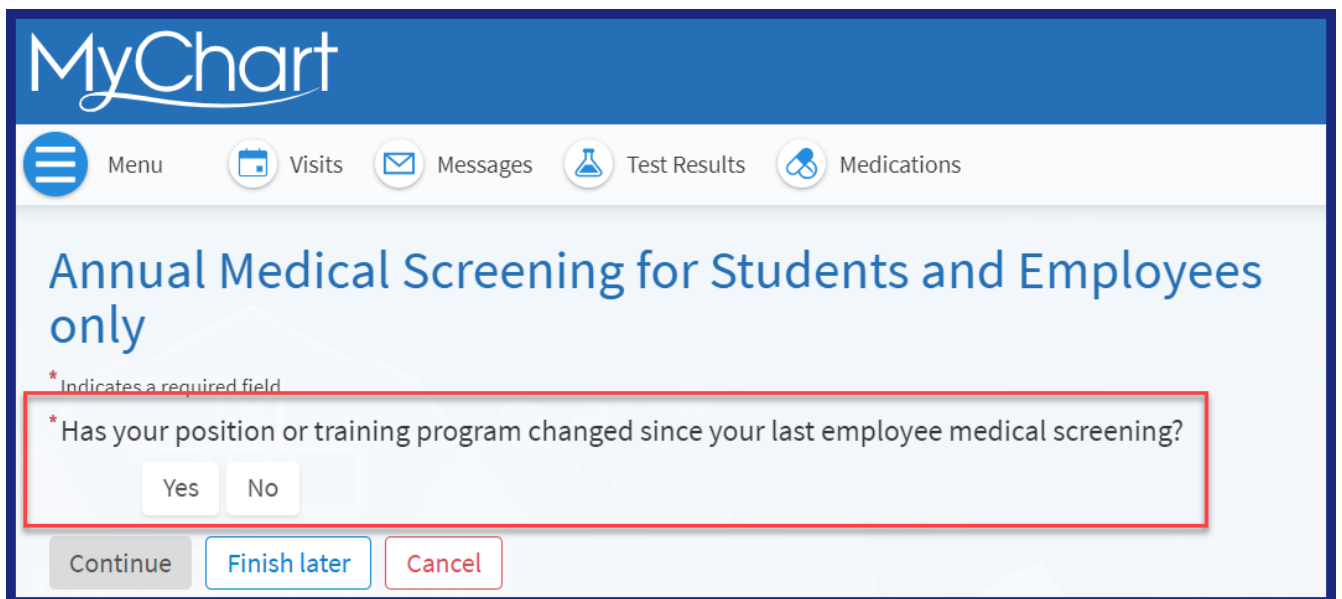 MyChart
Menu Visits Messages Test Results Medications
Annual Medical Screening for Students and Employees
only
*Indicates a required field
*Has your position or training program changed since your last employee medical screening?
Yes No
Continue Finish later Cancel